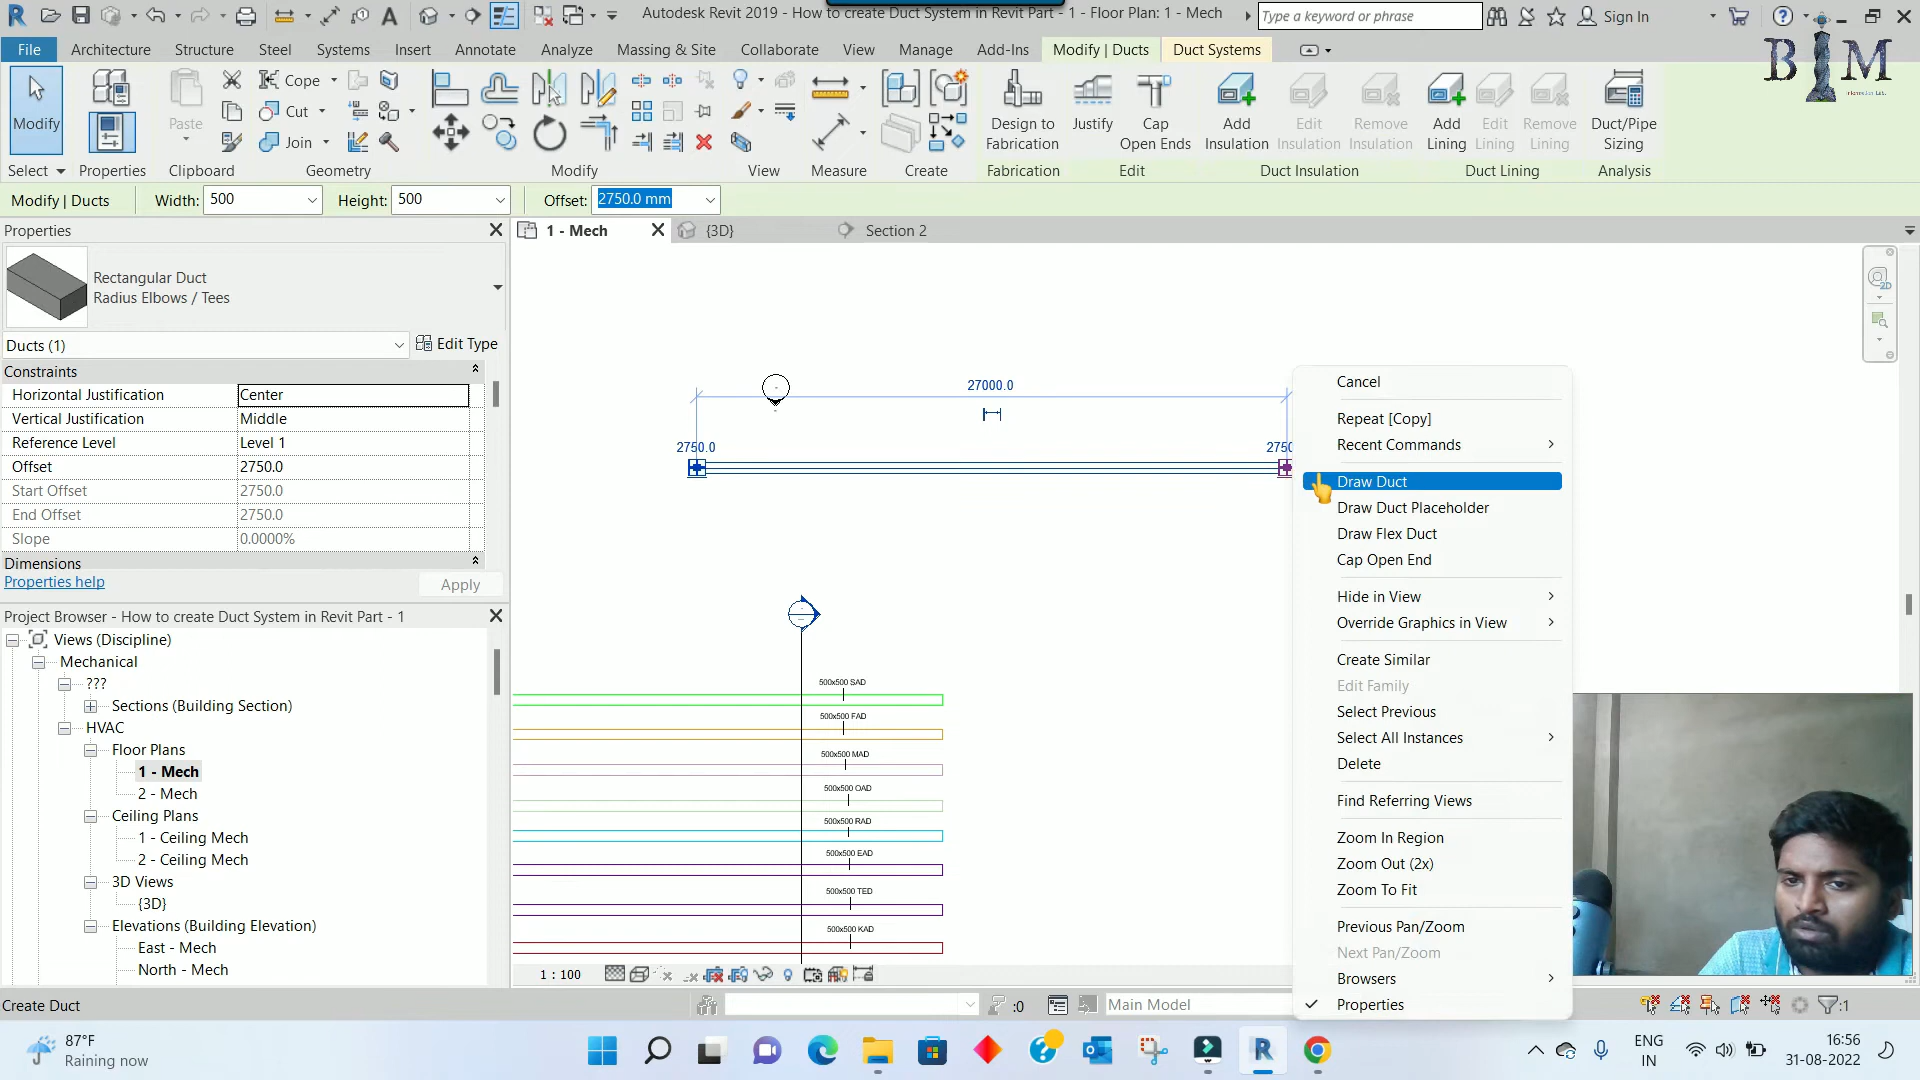 Autodesk Revit 2019 - How to create Duct System in Revit Part - 1 - Floor Plan: 1 - Mech
Type a keyword or phrase
Sign In
File Architecture Structure Steel Systems Insert Annotate Analyze Massing & Site Collaborate View Manage Add-Ins Modify | Ducts Duct Systems
BIM
Modify
Paste
Cope
Cut
Join
Design to Fabrication
Justify
Cap Open Ends
Add Insulation
Edit Insulation
Remove Insulation
Add Lining
Edit Lining
Remove Lining
Duct/Pipe Sizing
Select Properties Clipboard Geometry Modify View Measure Create Fabrication Edit Duct Insulation Duct Lining Analysis
Modify | Ducts Width: 500 Height: 500 Offset: 2750.0 mm
Properties
1 - Mech {3D} Section 2
Rectangular Duct
Radius Elbows / Tees
Ducts (1) Edit Type
Constraints
Horizontal Justification Center
Vertical Justification Middle
Reference Level Level 1
Offset 2750.0
Start Offset 2750.0
End Offset 2750.0
Slope 0.0000%
Dimensions
Properties help Apply
Project Browser - How to create Duct System in Revit Part - 1
Views (Discipline)
Mechanical
???
Sections (Building Section)
HVAC
Floor Plans
1 - Mech
2 - Mech
Ceiling Plans
1 - Ceiling Mech
2 - Ceiling Mech
3D Views
{3D}
Elevations (Building Elevation)
East - Mech
North - Mech
27000.0
2750.0
2750
500x500 SAD
500x500 FAD
500x500 MAD
500x500 OAD
500x500 RAD
500x500 EAD
500x500 TED
500x500 KAD
Cancel
Repeat [Copy]
Recent Commands
Draw Duct
Draw Duct Placeholder
Draw Flex Duct
Cap Open End
Hide in View
Override Graphics in View
Create Similar
Edit Family
Select Previous
Select All Instances
Delete
Find Referring Views
Zoom In Region
Zoom Out (2x)
Zoom To Fit
Previous Pan/Zoom
Next Pan/Zoom
Browsers
Properties
1 : 100
Create Duct
:0
Main Model
:1
87°F
Raining now
ENG
IN
16:56
31-08-2022